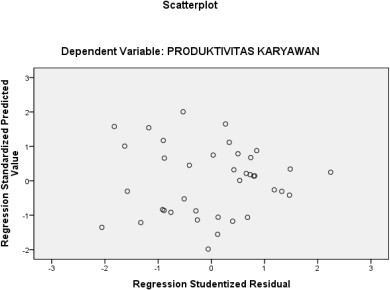 Scatterplot
Dependent Variable: PRODUKTIVITAS KARYAWAN
Regression Standardized Predicted
Value
3
2
1
0
-1
-2
-3 -2 -1 0 1 2 3
Regression Studentized Residual